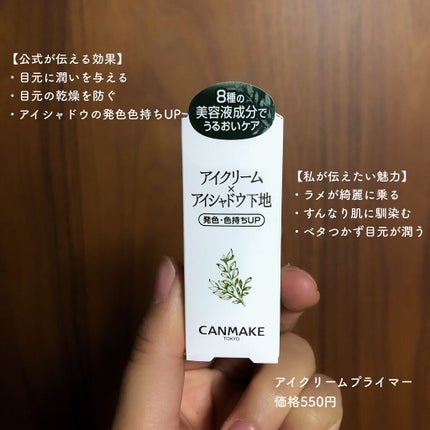 【公式が伝える効果】
・目元に潤いを与える
・目元の乾燥を防ぐ
・アイシャドウの発色色持ちUP
8種の
美容液成分で
うるおいケア
アイクリーム
×
アイシャドウ下地
発色・色持ちUP
CANMAKE
TOKYO
【私が伝えたい魅力】
・ラメが綺麗に乗る
・すんなり肌に馴染む
・ベタつかず目元が潤う
アイクリームプライマー
価格550円